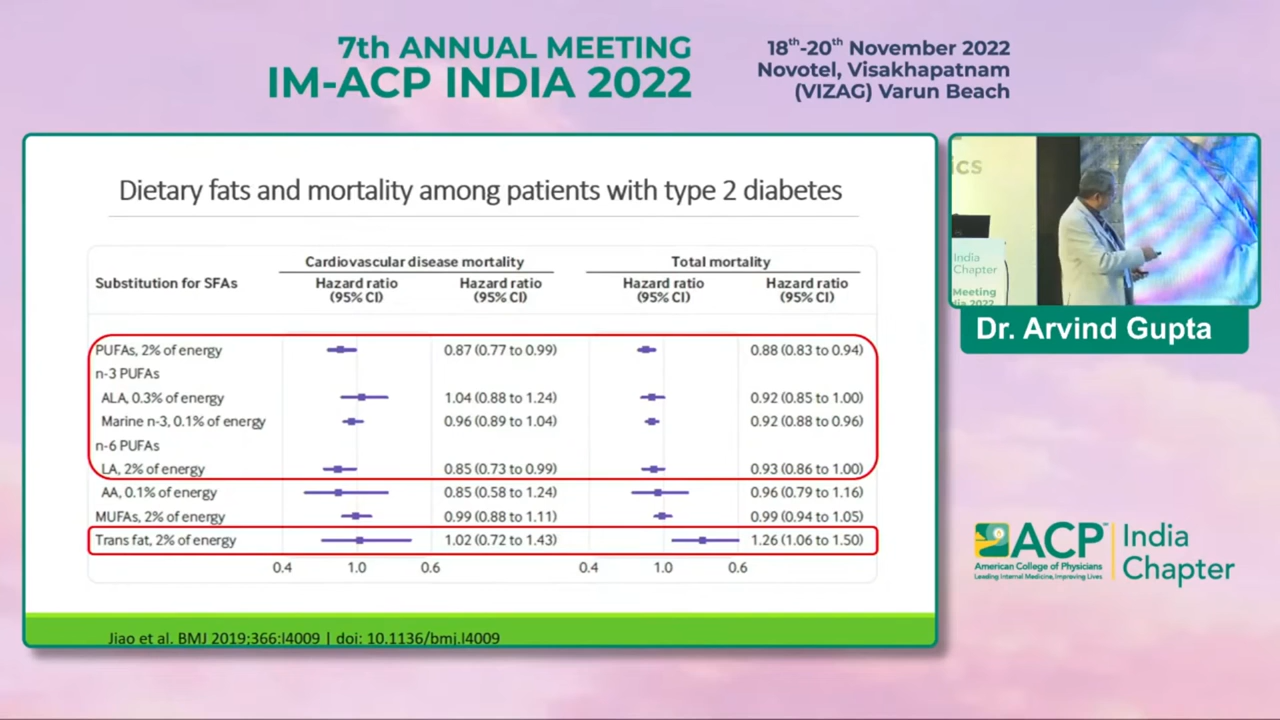 7th ANNUAL MEETING
IM-ACP INDIA 2022
18th-20th November 2022
Novotel, Visakhapatnam
(VIZAG) Varun Beach
Dietary fats and mortality among patients with type 2 diabetes
Cardiovascular disease mortality Total mortality
Substitution for SFAs Hazard ratio (95% CI) Hazard ratio (95% CI) Hazard ratio (95% CI) Hazard ratio (95% CI)
PUFAs, 2% of energy 0.87 (0.77 to 0.99) 0.88 (0.83 to 0.94)
n-3 PUFAs
ALA, 0.3% of energy 1.04 (0.88 to 1.24) 0.92 (0.85 to 1.00)
Marine n-3, 0.1% of energy 0.96 (0.89 to 1.04) 0.92 (0.88 to 0.96)
n-6 PUFAs
LA, 2% of energy 0.85 (0.73 to 0.99) 0.93 (0.86 to 1.00)
AA, 0.1% of energy 0.85 (0.58 to 1.24) 0.96 (0.79 to 1.16)
MUFAs, 2% of energy 0.99 (0.88 to 1.11) 0.99 (0.94 to 1.05)
Trans fat, 2% of energy 1.02 (0.72 to 1.43) 1.26 (1.06 to 1.50)
0.4 1.0 0.6 0.4 1.0 0.6
Jiao et al. BMJ 2019;366:l4009 | doi: 10.1136/bmj.l4009
ics
India
Chapter
Meeting
dia 2022
Dr. Arvind Gupta
ACP™
American College of Physicians
Leading Internal Medicine, Improving Lives
India
Chapter